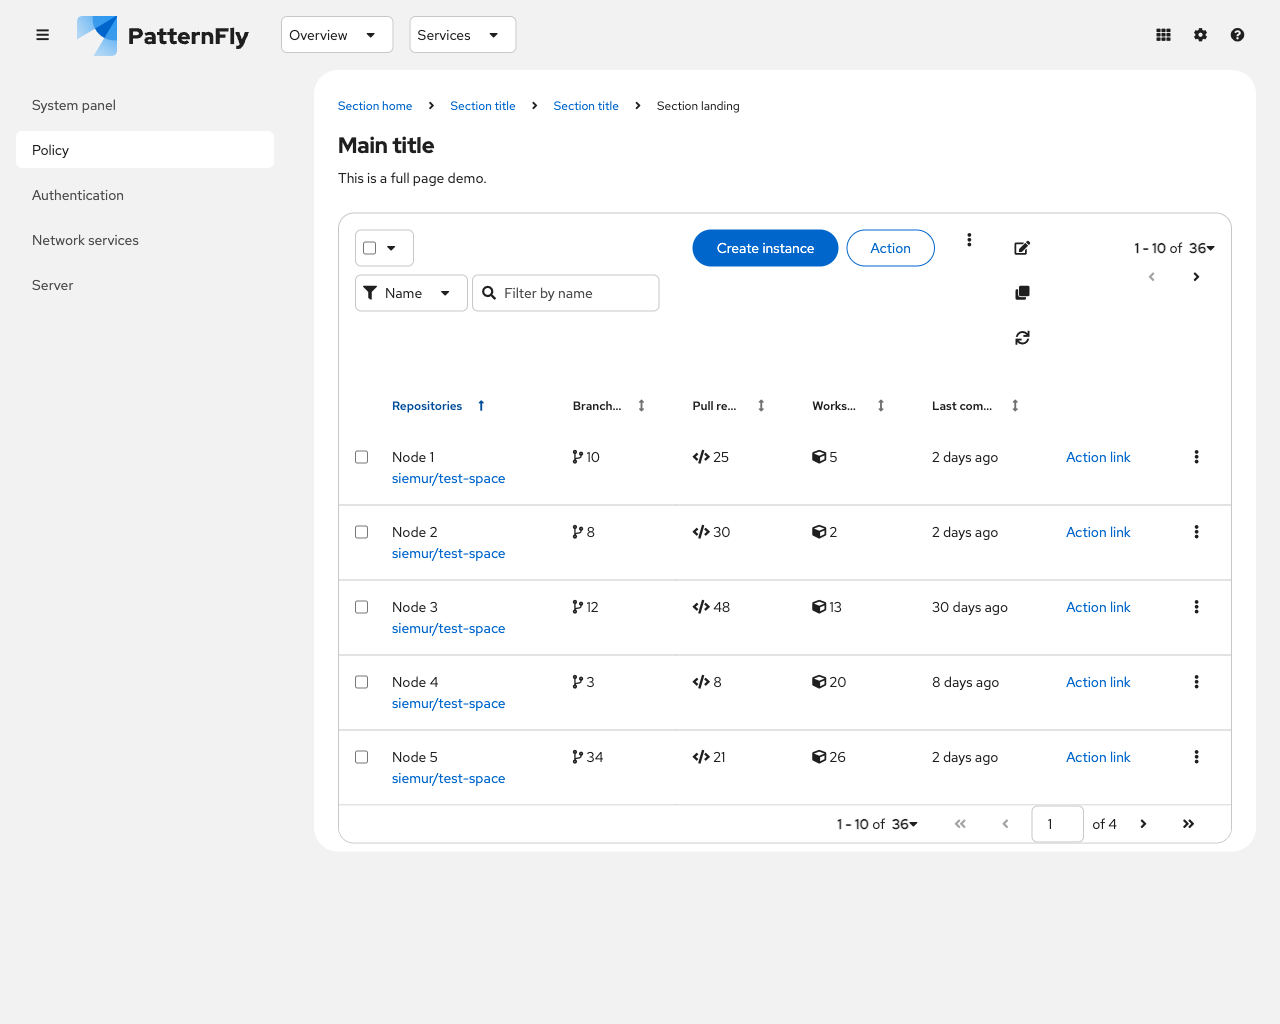 PatternFly Overview Services
System panel
Policy
Authentication
Network services
Server
Section home Section title Section title Section landing
Main title
This is a full page demo.
Create instance Action 1 - 10 of 36
Name Filter by name
Repositories Branch... Pull re... Works... Last com...
Node 1 10 25 5 2 days ago Action link
siemur/test-space
Node 2 8 30 2 2 days ago Action link
siemur/test-space
Node 3 12 48 13 30 days ago Action link
siemur/test-space
Node 4 3 8 20 8 days ago Action link
siemur/test-space
Node 5 34 21 26 2 days ago Action link
siemur/test-space
1 - 10 of 36 1 of 4